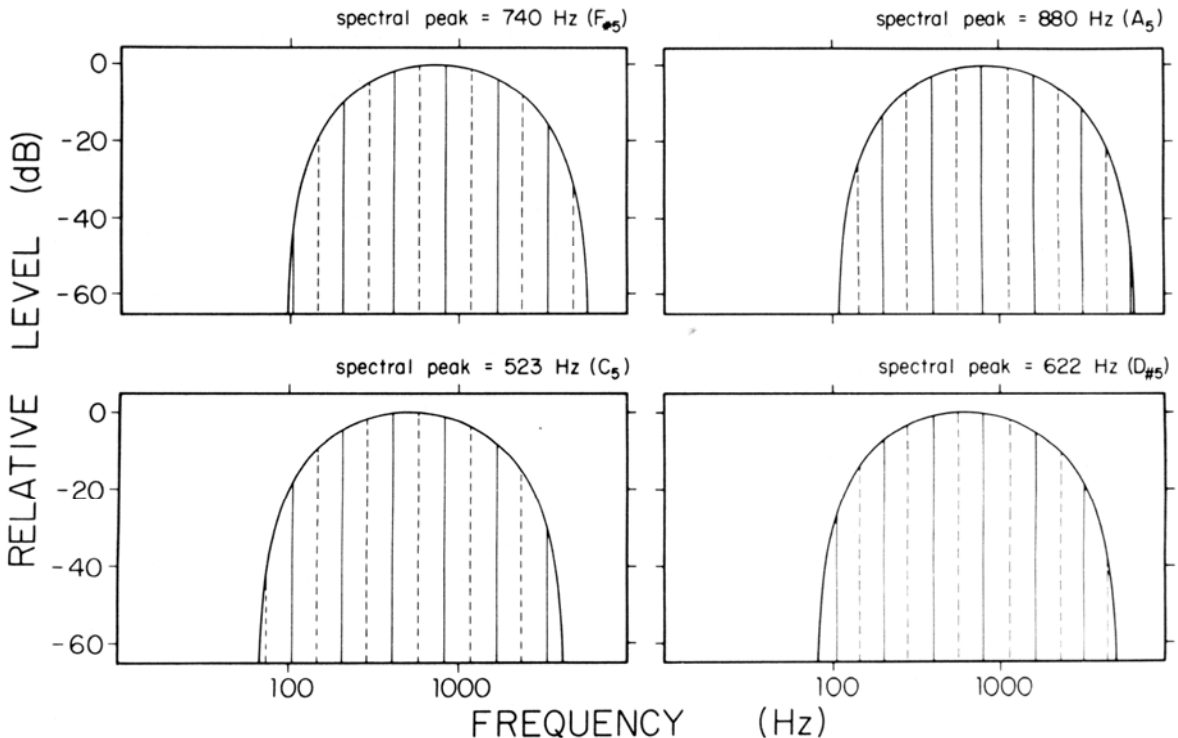 spectral peak = 740 Hz (F#5)
spectral peak = 880 Hz (A5)
0
-20
-40
-60
spectral peak = 523 Hz (C5)
spectral peak = 622 Hz (D#5)
0
-20
-40
-60
100
1000
100
1000
RELATIVE LEVEL (dB)
FREQUENCY (Hz)